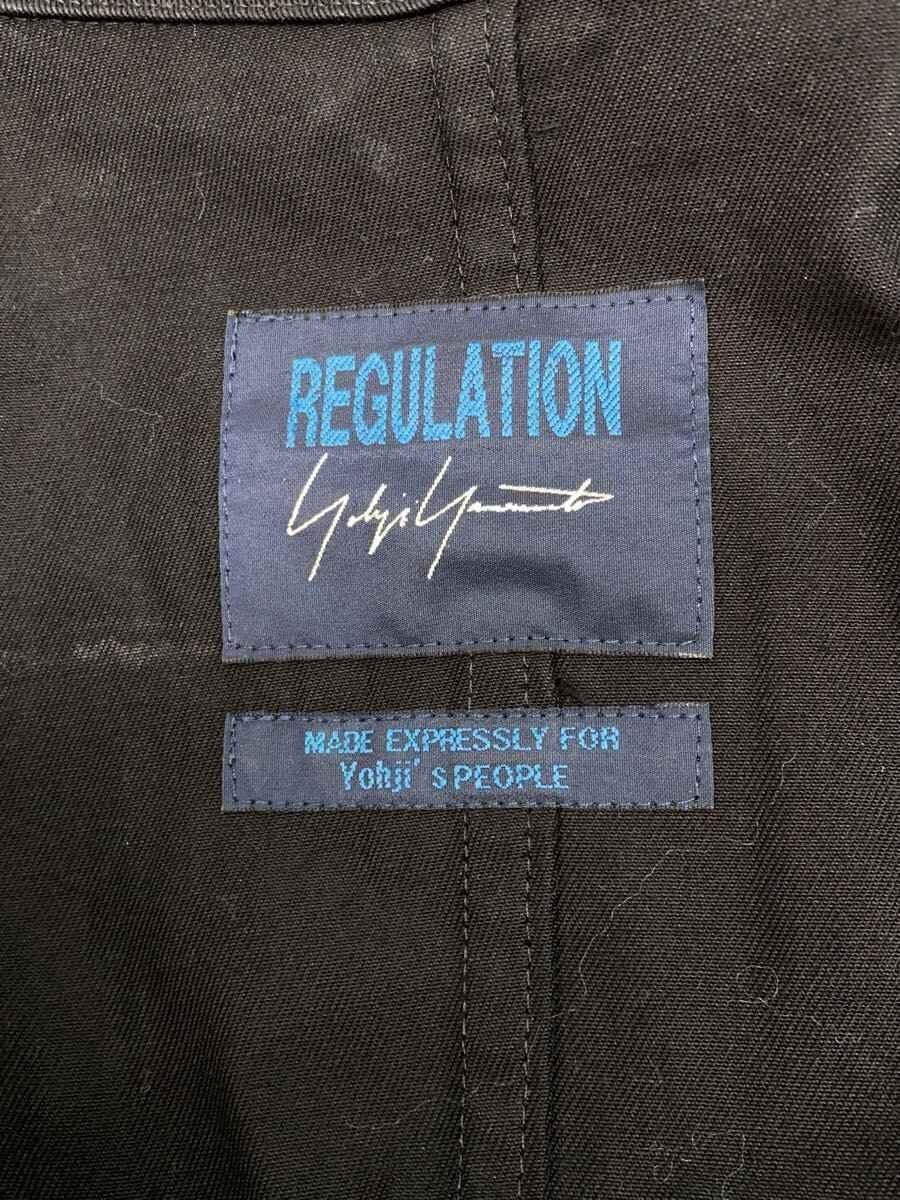 REGULATION
Yohji Yamamoto
MADE EXPRESSLY FOR
Yohji's PEOPLE